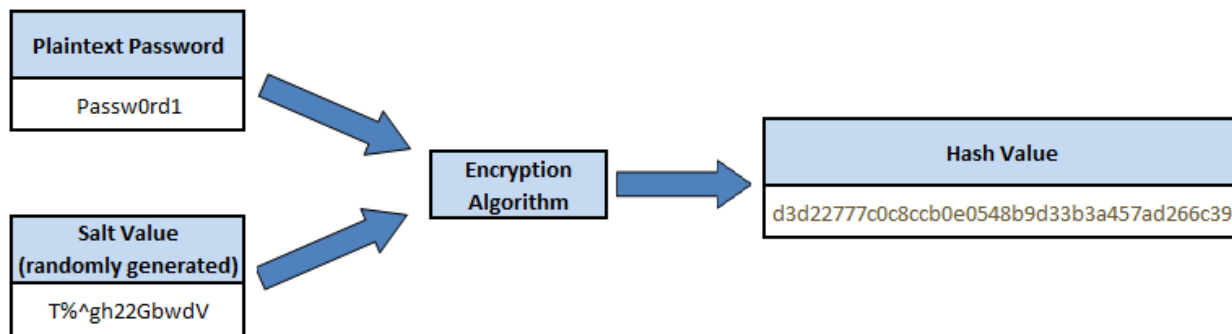 Plaintext Password
Passw0rd1
Salt Value
(randomly generated)
T%^gh22GbwdV
Encryption
Algorithm
Hash Value
d3d22777c0c8ccb0e0548b9d33b3a457ad266c39